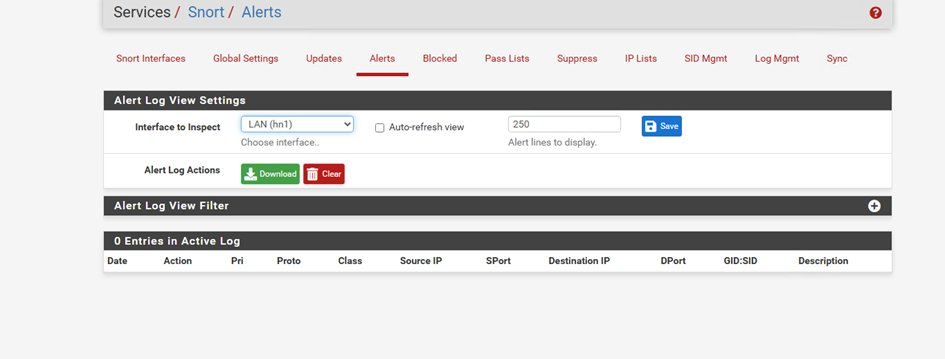 Services / Snort / Alerts
Snort Interfaces Global Settings Updates Alerts Blocked Pass Lists Suppress IP Lists SID Mgmt Log Mgmt Sync
Alert Log View Settings
Interface to Inspect LAN (hn1) Auto-refresh view 250 Save
Choose interface.. Alert lines to display.
Alert Log Actions Download Clear
Alert Log View Filter
0 Entries in Active Log
Date Action Pri Proto Class Source IP SPort Destination IP DPort GID:SID Description